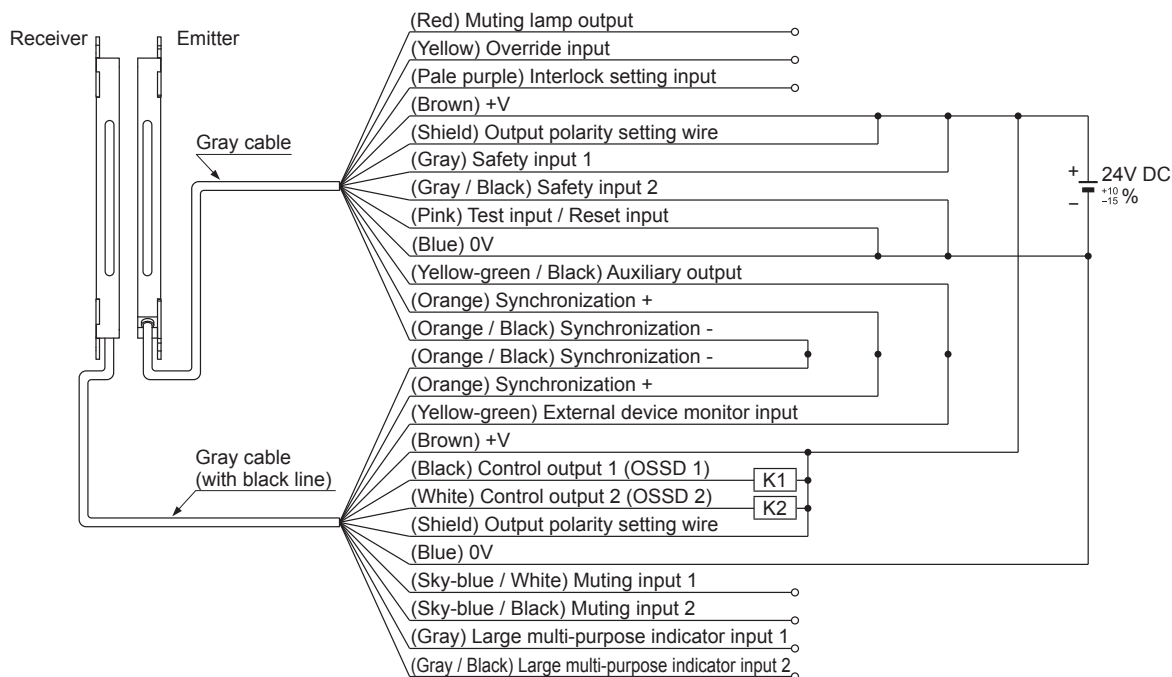 Receiver
Emitter
Gray cable
(Red) Muting lamp output
(Yellow) Override input
(Pale purple) Interlock setting input
(Brown) +V
(Shield) Output polarity setting wire
(Gray) Safety input 1
(Gray / Black) Safety input 2
(Pink) Test input / Reset input
(Blue) 0V
(Yellow-green / Black) Auxiliary output
(Orange) Synchronization +
(Orange / Black) Synchronization -
+
−
24V DC
+10
−15 %
Gray cable
(with black line)
(Orange / Black) Synchronization -
(Orange) Synchronization +
(Yellow-green) External device monitor input
(Brown) +V
(Black) Control output 1 (OSSD 1)
K1
(White) Control output 2 (OSSD 2)
K2
(Shield) Output polarity setting wire
(Blue) 0V
(Sky-blue / White) Muting input 1
(Sky-blue / Black) Muting input 2
(Gray) Large multi-purpose indicator input 1
(Gray / Black) Large multi-purpose indicator input 2